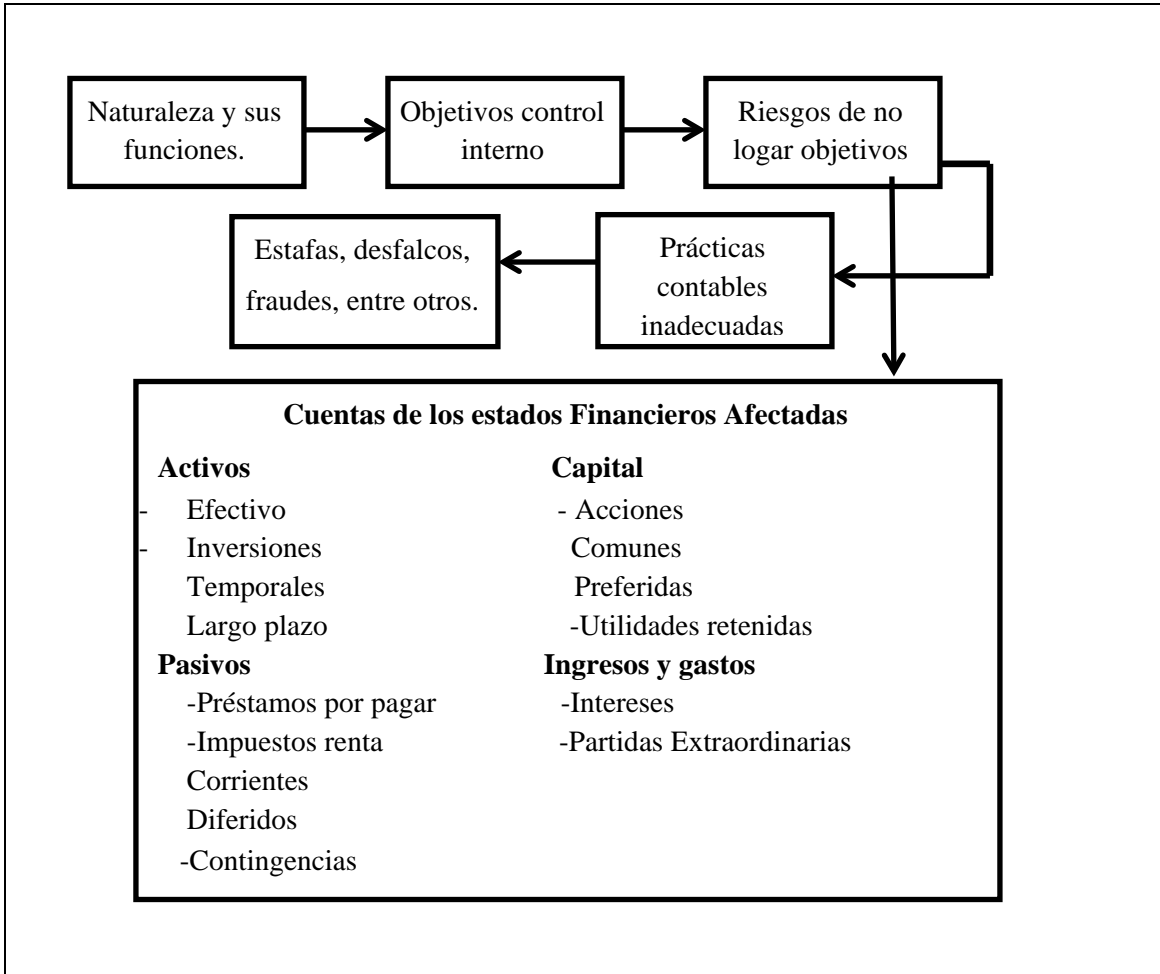 Naturaleza y sus
funciones.
Objetivos control
interno
Riesgos de no
logar objetivos
Estafas, desfalcos,
fraudes, entre otros.
Prácticas
contables
inadecuadas
Cuentas de los estados Financieros Afectadas
Activos
- Efectivo
- Inversiones
Temporales
Largo plazo
Pasivos
-Préstamos por pagar
-Impuestos renta
Corrientes
Diferidos
-Contingencias
Capital
- Acciones
Comunes
Preferidas
-Utilidades retenidas
Ingresos y gastos
-Intereses
-Partidas Extraordinarias